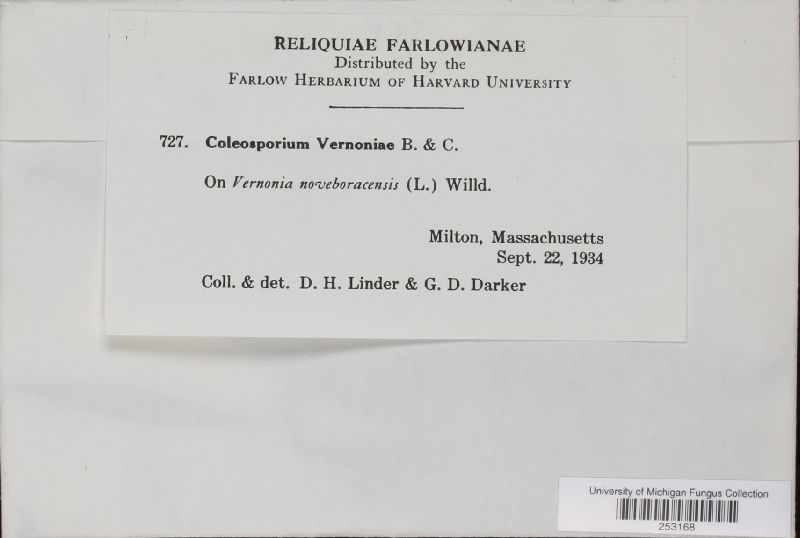 RELIQUIAE FARLOWIANAE
Distributed by the
FARLOW HERBARIUM OF HARVARD UNIVERSITY
727. Coleosporium Vernoniae B. & C.
On Vernonia noveboracensis (L.) Willd.
Milton, Massachusetts
Sept. 22, 1934
Coll. & det. D. H. Linder & G. D. Darker
University of Michigan Fungus Collection
253168